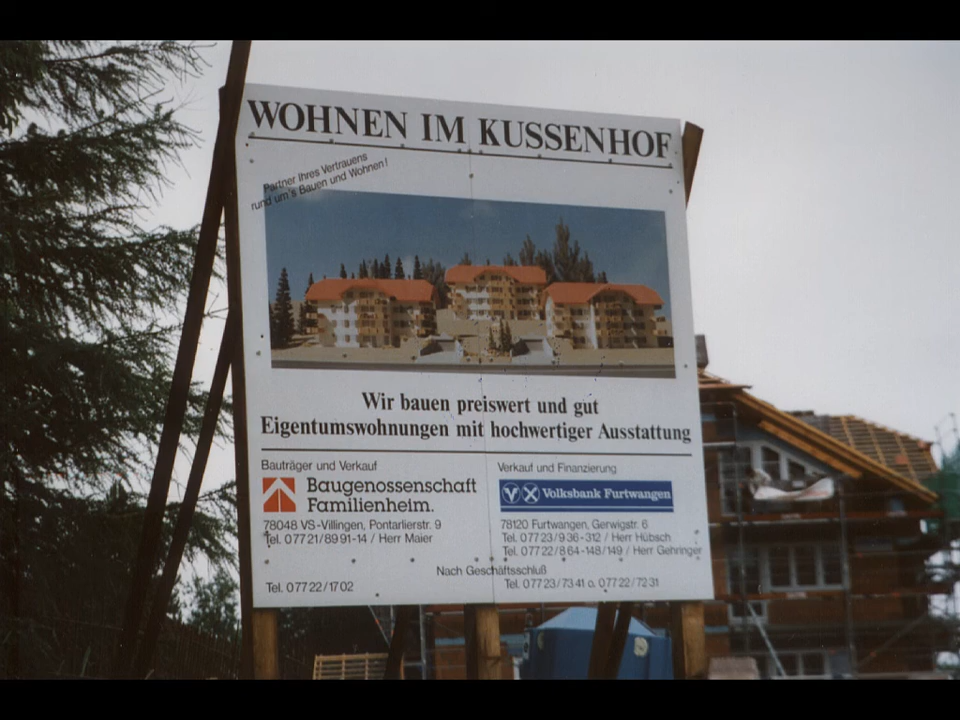 WOHNEN IM KUSSENHOF
Partner Ihres Vertrauens
rund um's Bauen und Wohnen!
Wir bauen preiswert und gut
Eigentumswohnungen mit hochwertiger Ausstattung
Bauträger und Verkauf
Baugenossenschaft
Familienheim.
78048 VS-Villingen, Pontarlierstr. 9
Tel. 07721/8991-14 / Herr Maier
Verkauf und Finanzierung
Volksbank Furtwangen
78120 Furtwangen, Gerwigstr. 6
Tel. 07723/936-312 / Herr Hübsch
Tel. 07722/864-148/149 / Herr Gehringer
Nach Geschäftsschluß
Tel. 07722/1702
Tel. 07723/7341 o. 07722/7231